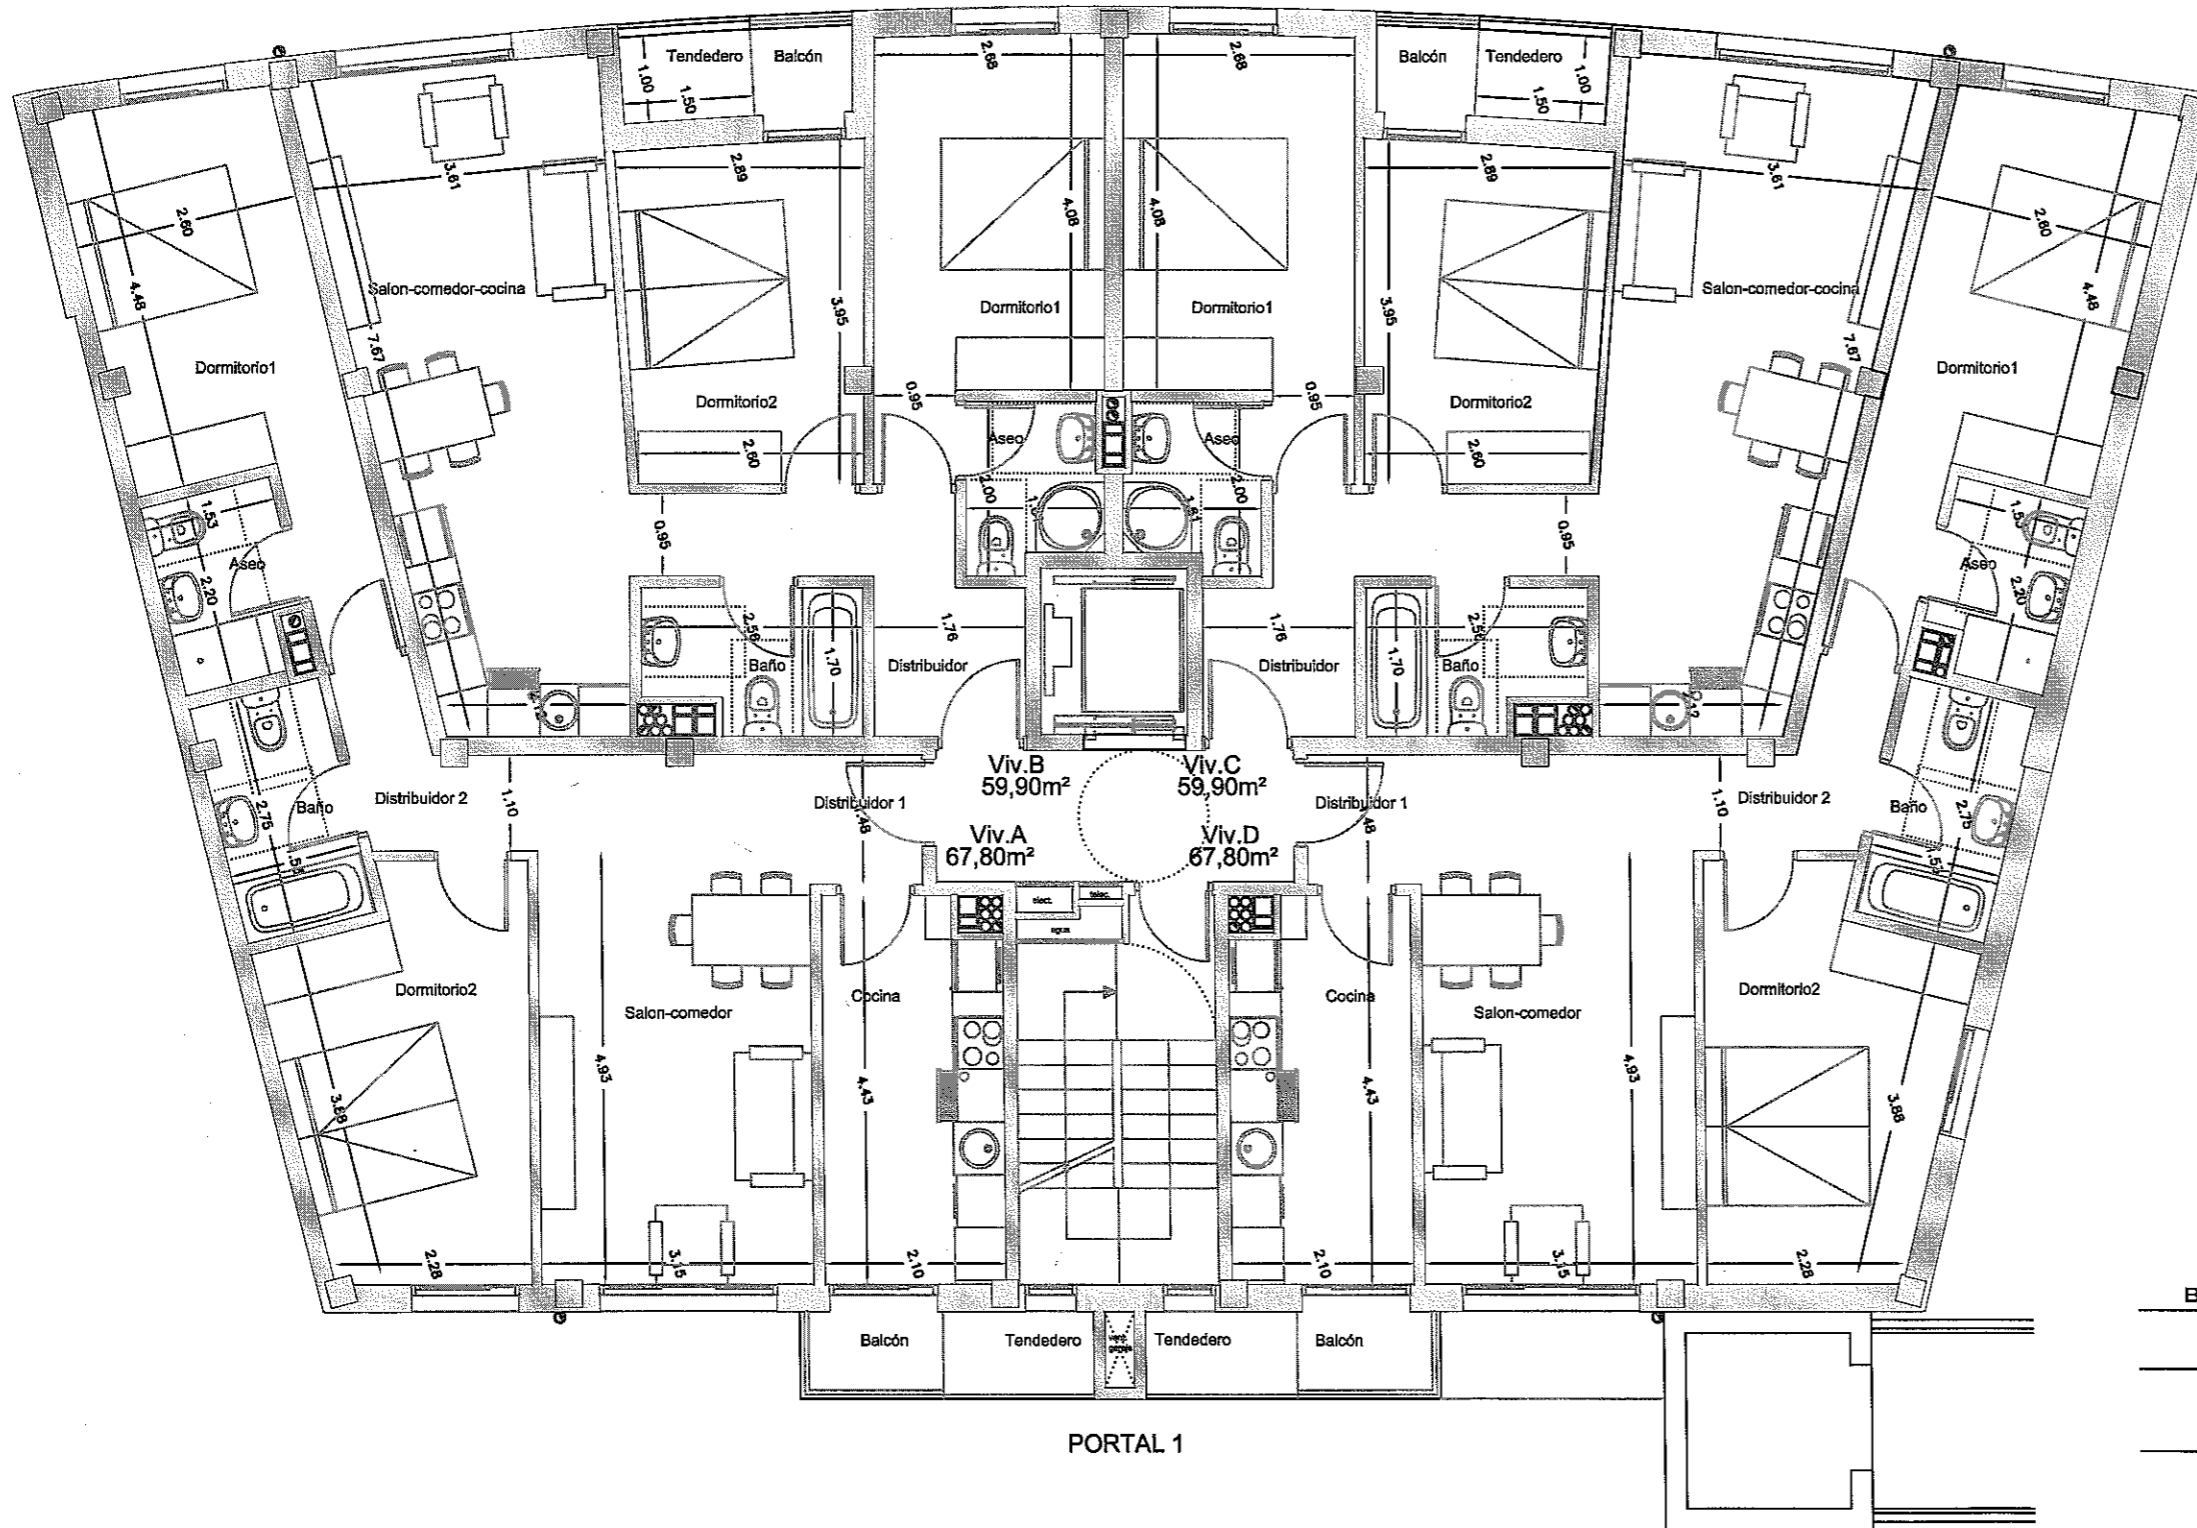 Tendedero
Balcón
Balcón
Tendedero
1.00
1.50
2.68
2.68
1.50
1.00
3.61
2.89
2.89
3.61
2.60
4.48
4.08
4.08
2.60
4.48
Salon-comedor-cocina
Dormitorio1
Dormitorio1
Salon-comedor-cocina
3.95
3.95
7.67
7.67
Dormitorio1
Dormitorio1
Dormitorio2
0.95
0.95
Dormitorio2
2.60
Aseo
Aseo
2.60
1.53
2.00
2.00
0.95
0.95
Aseo
Aseo
2.20
2.20
2.56
1.76
1.76
Baño
1.70
Distribuidor
Distribuidor
1.70
Baño
Viv.B
59,90m²
Viv.C
59,90m²
Distribuidor 2
1.10
Distribuidor 1
Distribuidor 1
1.10
Distribuidor 2
Baño
2.75
Baño
2.75
Viv.A
67,80m²
Viv.D
67,80m²
elect.
telec.
agua
Dormitorio2
Salon-comedor
Cocina
Cocina
Salon-comedor
Dormitorio2
4.93
4.43
4.43
4.93
3.88
3.88
2.28
3.15
2.10
2.10
3.15
2.28
Balcón
Tendedero
Tendedero
Balcón
PORTAL 1